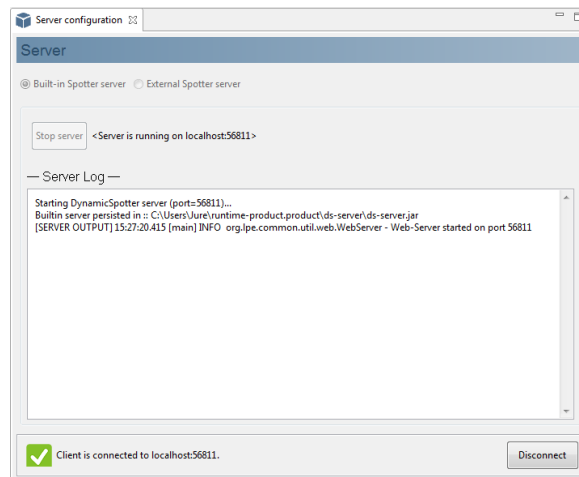 Server configuration
Server
Built-in Spotter server External Spotter server
Stop server <Server is running on localhost:56811>
Server Log
Starting DynamicSpotter server (port=56811)...
Builtin server persisted in :: C:\Users\Jure\runtime-product.product\ds-server\ds-server.jar
[SERVER OUTPUT] 15:27:20.415 [main] INFO org.lpe.common.util.web.WebServer - Web-Server started on port 56811
Client is connected to localhost:56811. Disconnect